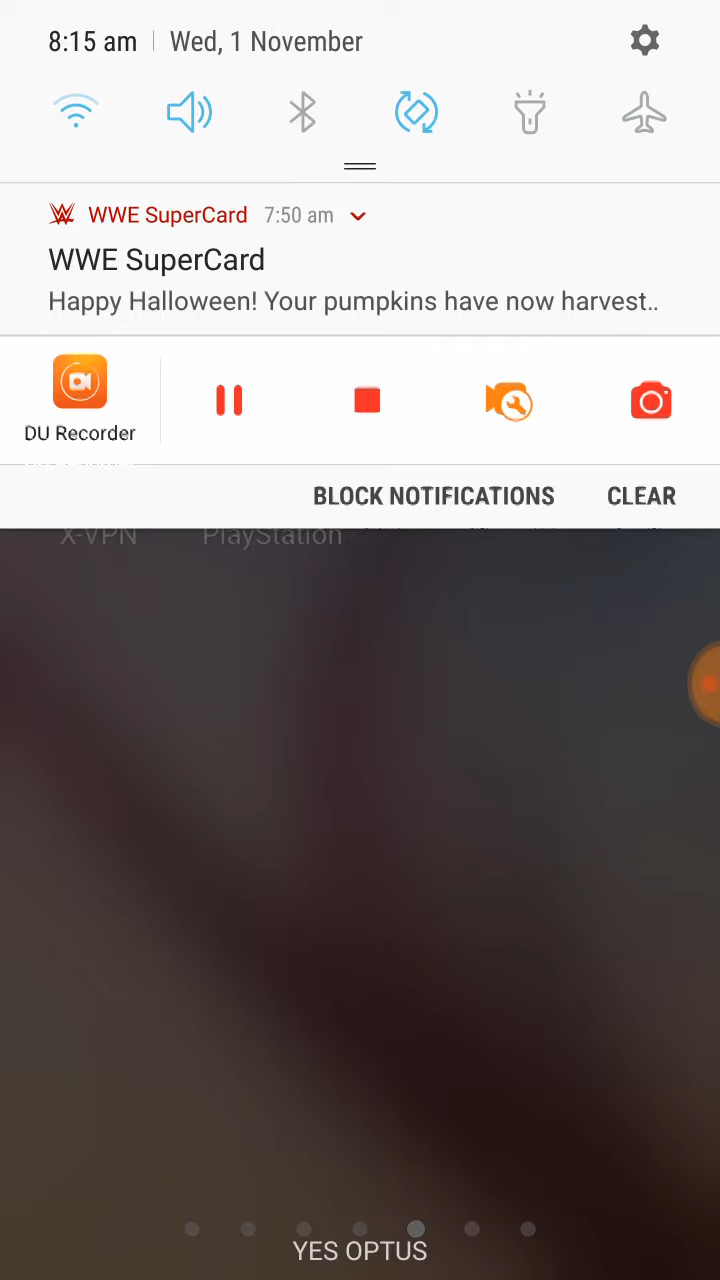 8:15 am | Wed, 1 November
WWE SuperCard 7:50 am
WWE SuperCard
Happy Halloween! Your pumpkins have now harvest..
DU Recorder
BLOCK NOTIFICATIONS CLEAR
X-VPN PlayStation
YES OPTUS